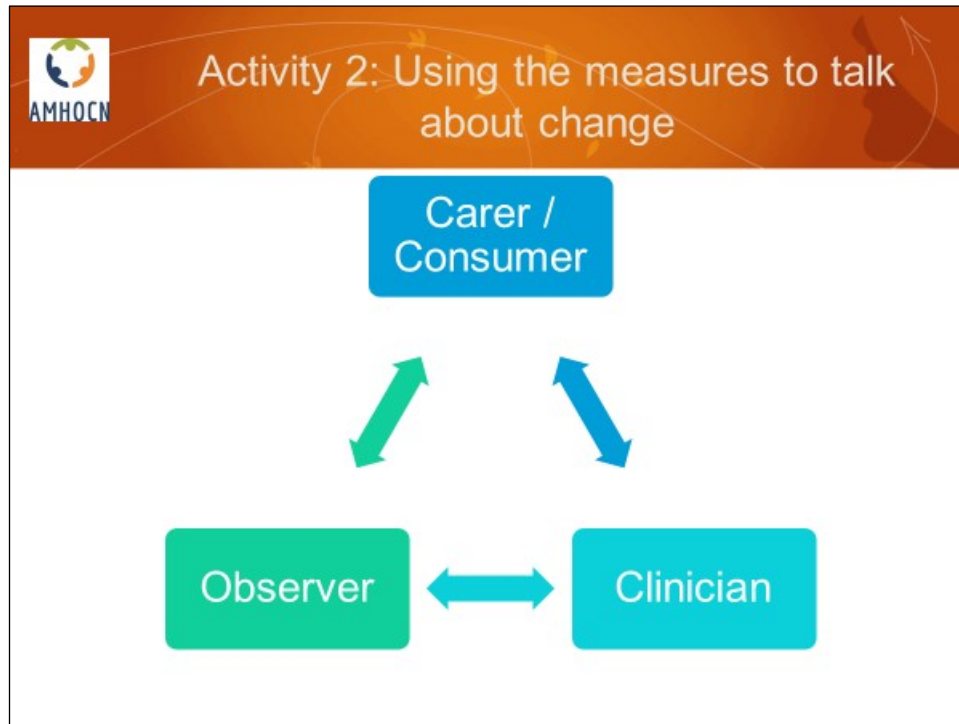 AMHOCN
Activity 2: Using the measures to talk
about change
Carer /
Consumer
Observer
Clinician